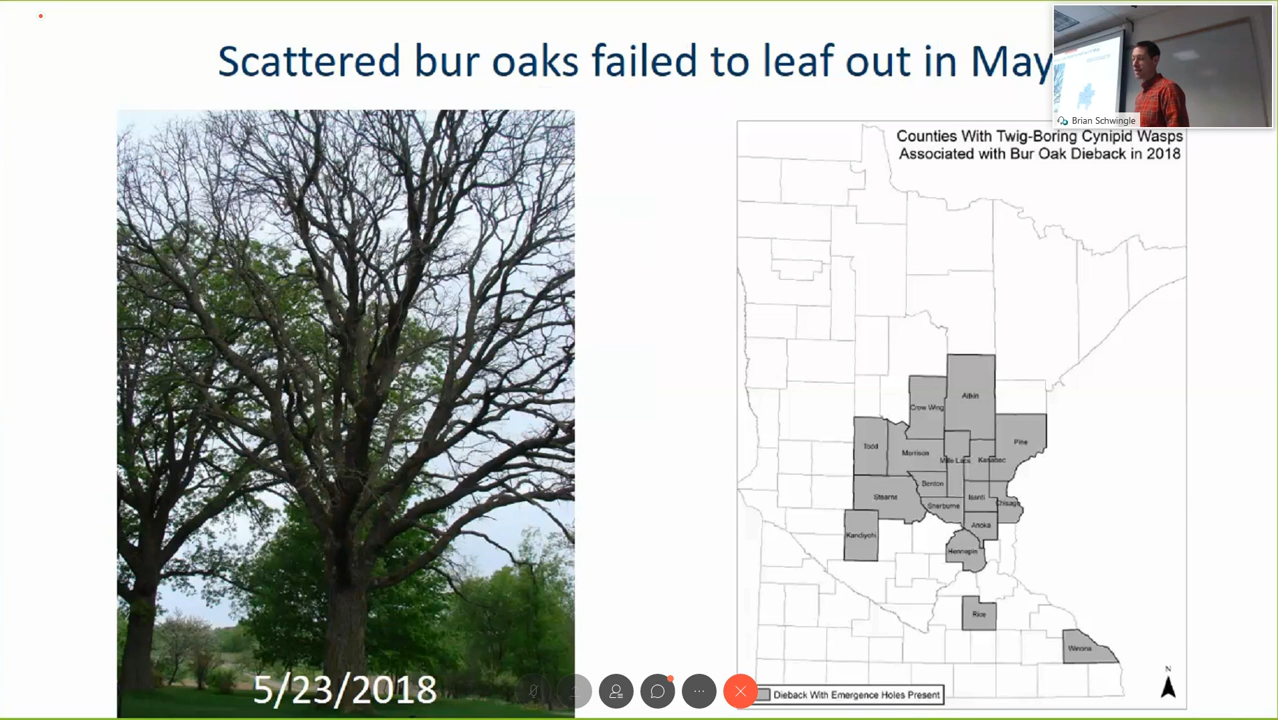 Scattered bur oaks failed to leaf out in May
Brian Schwingle
Counties With Twig-Boring Cynipid Wasps
Associated with Bur Oak Dieback in 2018
Aitkin
Crow Wing
Pine
Todd
Morrison
Mille Lacs
Kanabec
Benton
Stearns
Isanti
Chisago
Sherburne
Anoka
Kandiyohi
Hennepin
Rice
Winona
N
5/23/2018
Dieback With Emergence Holes Present